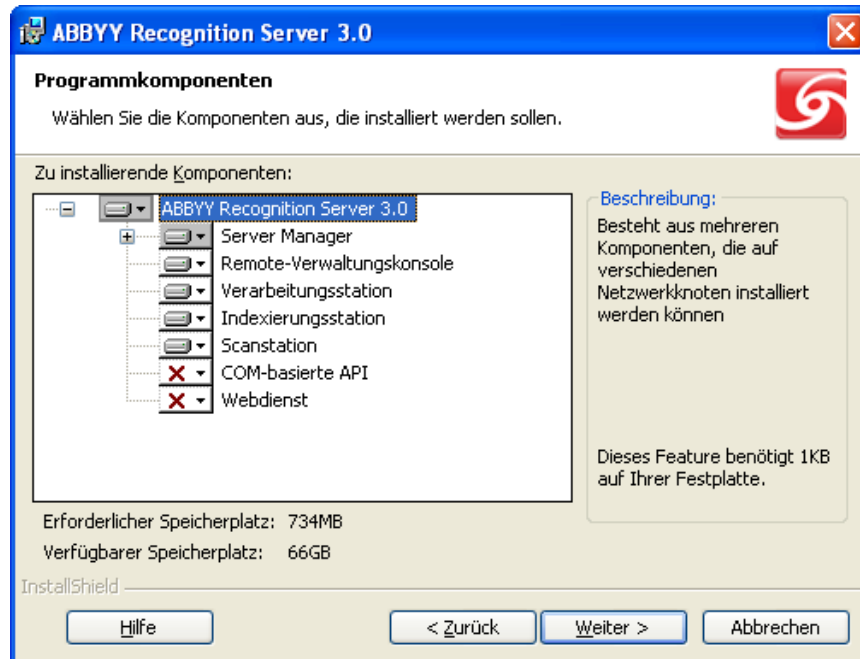 ABBYY Recognition Server 3.0
Programmkomponenten
Wählen Sie die Komponenten aus, die installiert werden sollen.
Zu installierende Komponenten:
ABBYY Recognition Server 3.0
Server Manager
Remote-Verwaltungskonsole
Verarbeitungsstation
Indexierungsstation
Scanstation
COM-basierte API
Webdienst
Beschreibung:
Besteht aus mehreren
Komponenten, die auf
verschiedenen
Netzwerkknoten installiert
werden können
Dieses Feature benötigt 1KB
auf Ihrer Festplatte.
Erforderlicher Speicherplatz: 734MB
Verfügbarer Speicherplatz: 66GB
InstallShield
Hilfe
< Zurück
Weiter >
Abbrechen